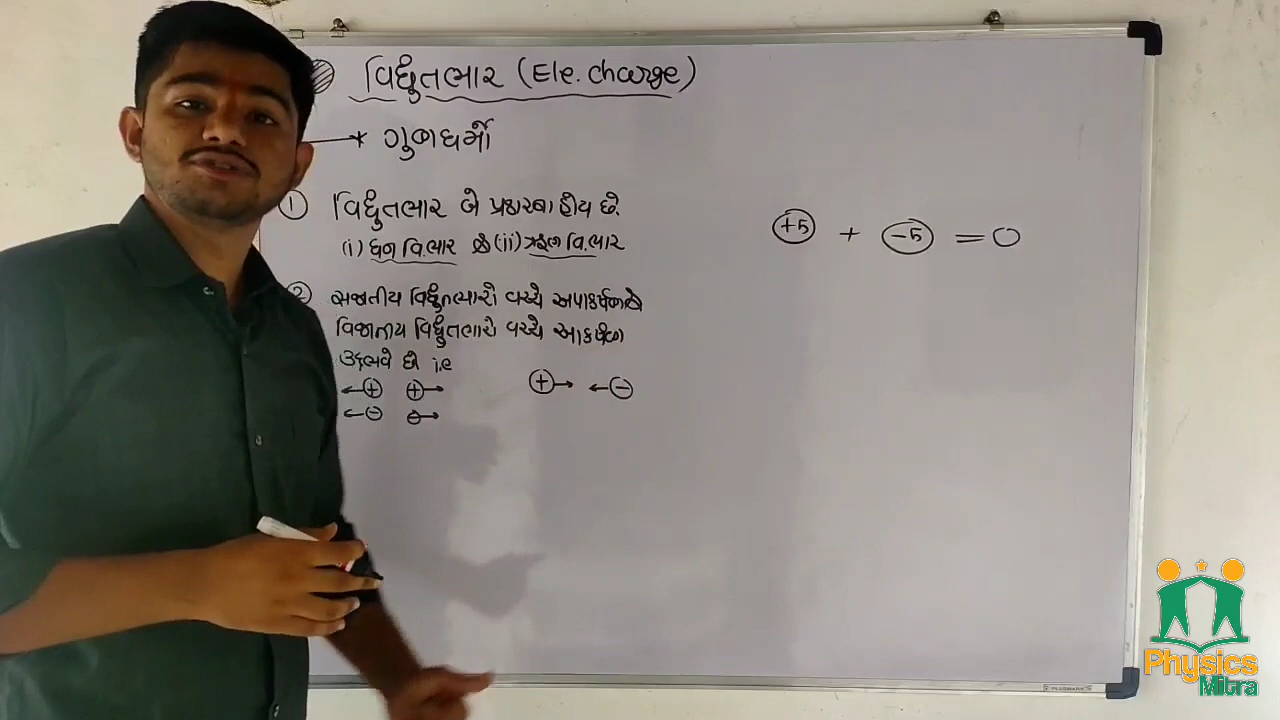 વિદ્યુતભાર (Ele. charge)
ગુણધર્મો
① વિદ્યુતભાર બે પ્રકારના હોય છે.
(i) ધન વિ.ભાર (ii) ઋણ વિ.ભાર
② સજાતીય વિદ્યુતભારો વચ્ચે અપાકર્ષણ
વિજાતીય વિદ્યુતભારો વચ્ચે આકર્ષણ
ઉદ્ભવે છે i.e
←⊕ ⊕→ ⊕→ ←⊖
←⊖ ⊖→
+5 + -5 = 0
Physics
Mitra